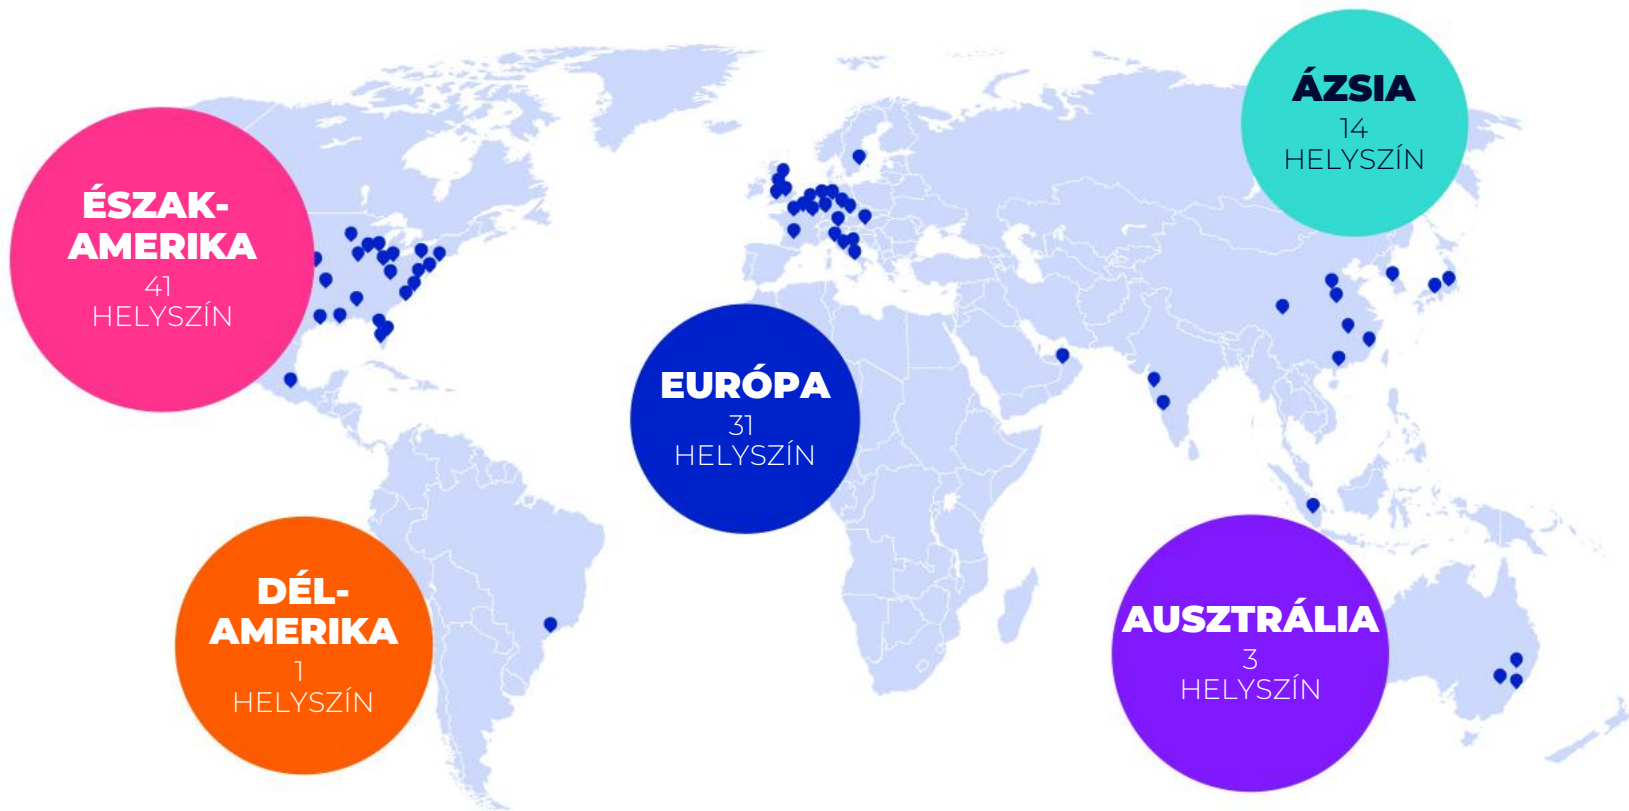 ÉSZAK-
AMERIKA
41
HELYSZÍN
ÁZSIA
14
HELYSZÍN
EURÓPA
31
HELYSZÍN
DÉL-
AMERIKA
1
HELYSZÍN
AUSZTRÁLIA
3
HELYSZÍN